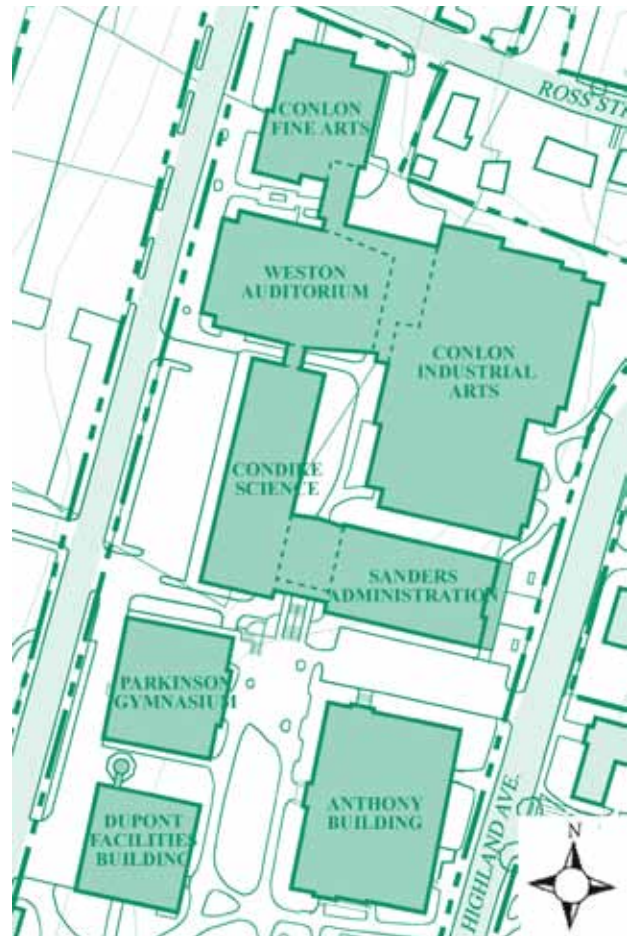 CONLON
FINE ARTS
ROSS ST
WESTON
AUDITORIUM
CONLON
INDUSTRIAL
ARTS
CONDIKE
SCIENCE
SANDERS
ADMINISTRATION
PARKINSON
GYMNASIUM
DUPONT
FACILITIES
BUILDING
ANTHONY
BUILDING
HIGHLAND AVE.
N